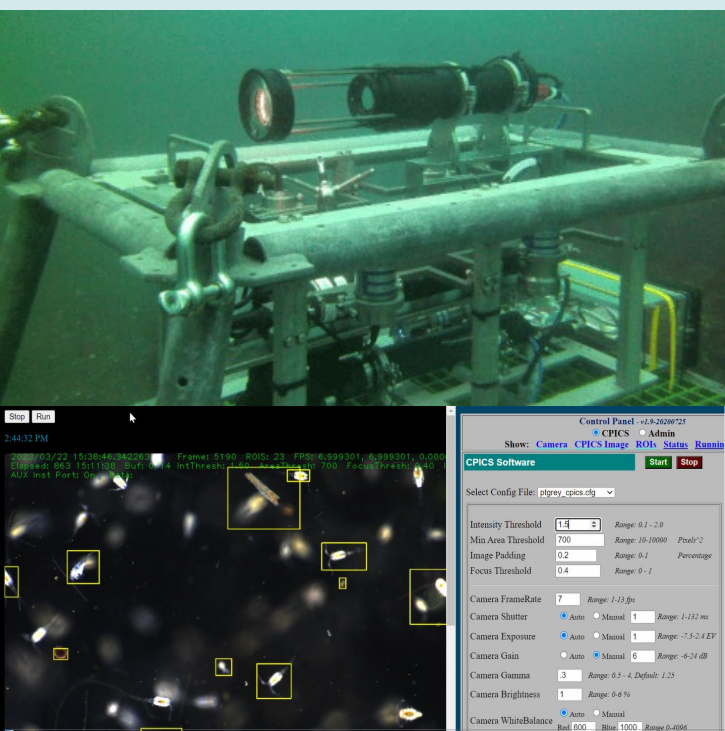 Stop Run
2:44:32 PM
2023/03/22 15:38:46.342263 Frame: 5190 ROIS: 23 FPS: 6.999301, 6.999301, 0.000
Elapsed: 863 15:11:38 Buf: 0/14 IntThresh: 1.50 AreaThresh: 700 FocusThresh: 0.40
AUX Inst Port: On
Control Panel - v1.9-20200725
CPICS Admin
Show: Camera CPICS Image ROIs Status Runnin
CPICS Software Start Stop
Select Config File: ptgrey_cpics.cfg
Intensity Threshold 1.5 Range: 0.1 - 2.0
Min Area Threshold 700 Range: 10-10000 Pixels^2
Image Padding 0.2 Range: 0-1 Percentage
Focus Threshold 0.4 Range: 0 - 1
Camera FrameRate 7 Range: 1-13 fps
Camera Shutter Auto Manual 1 Range: 1-132 ms
Camera Exposure Auto Manual 1 Range: -7.5-2.4 EV
Camera Gain Auto Manual 6 Range: -6-24 dB
Camera Gamma .3 Range: 0.5 - 4, Default: 1.25
Camera Brightness 1 Range: 0-6 %
Camera WhiteBalance Auto Manual
Red 600 Blue 1000 Range 0-4096